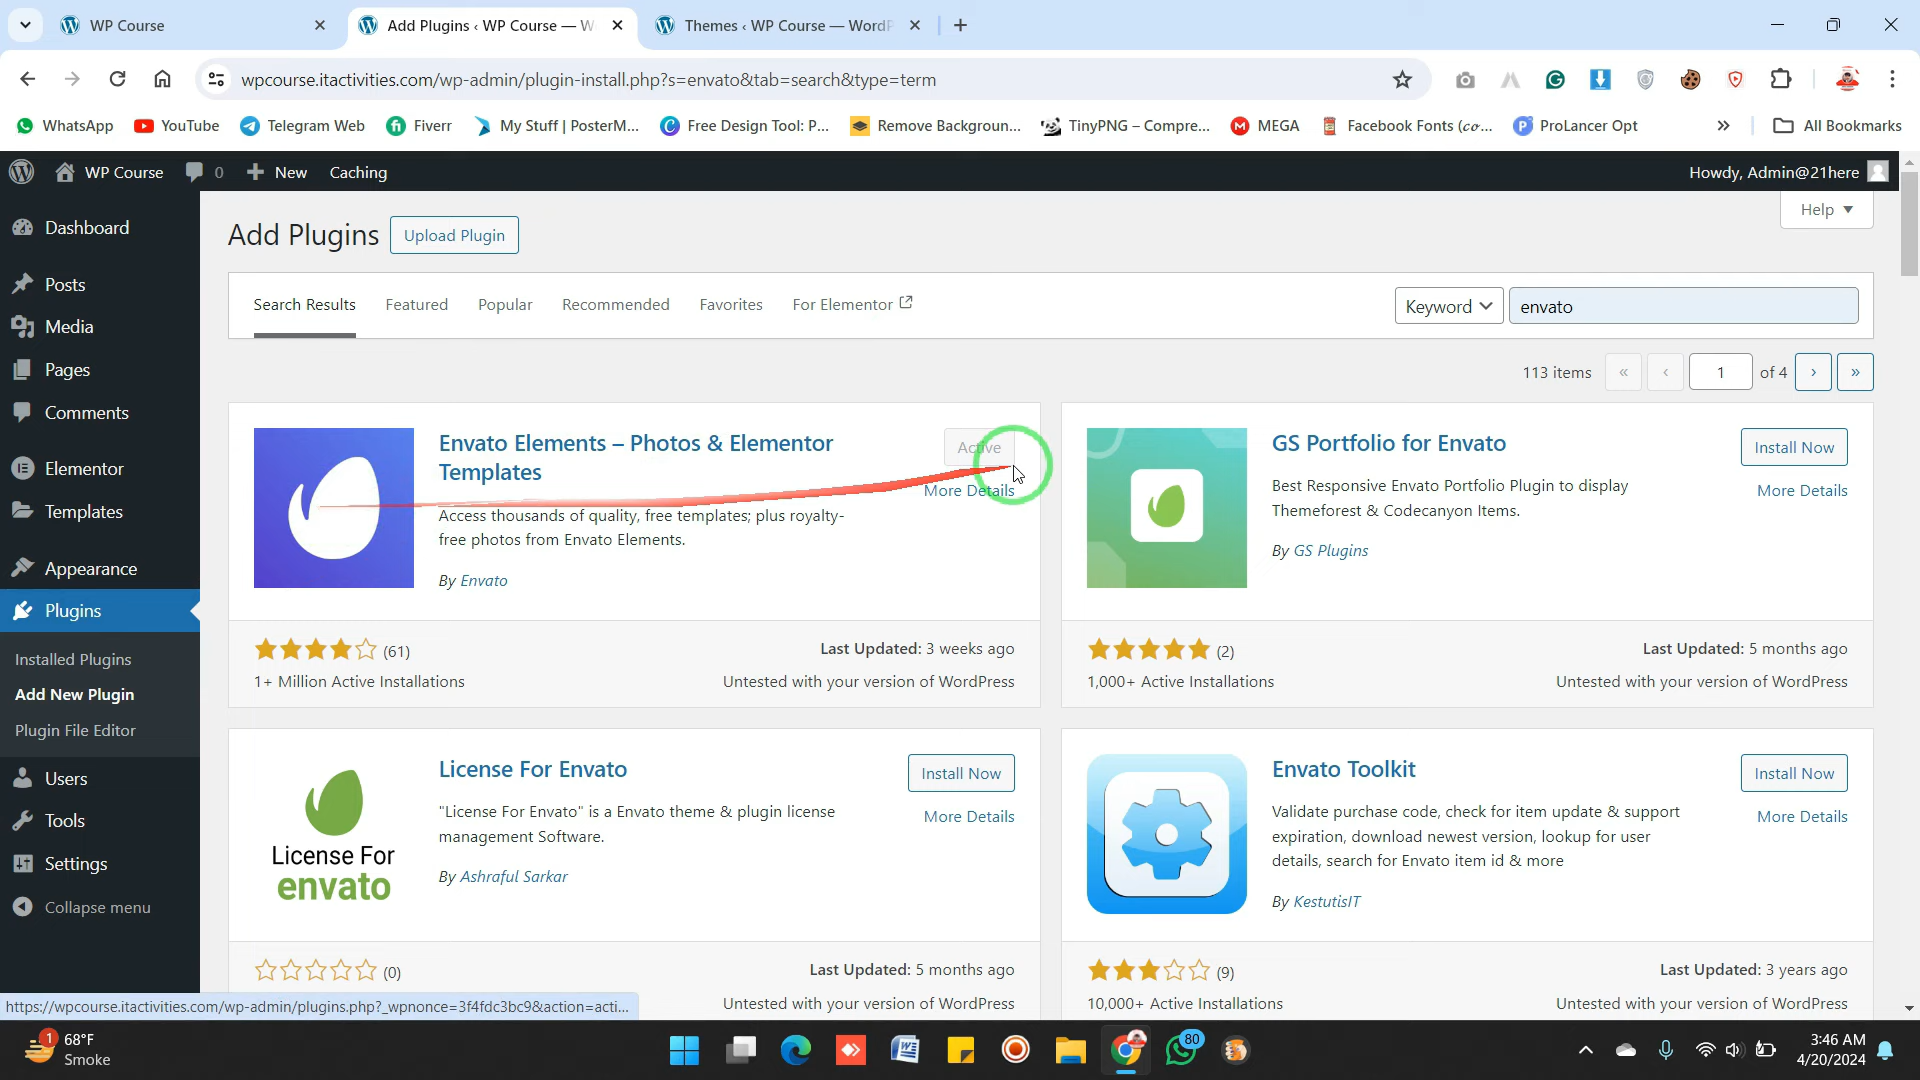 WP Course
Add Plugins ‹ WP Course — W
Themes ‹ WP Course — WordP
wpcourse.itactivities.com/wp-admin/plugin-install.php?s=envato&tab=search&type=term
WhatsApp
YouTube
Telegram Web
Fiverr
My Stuff | PosterM...
Free Design Tool: P...
Remove Backgroun...
TinyPNG – Compre...
MEGA
Facebook Fonts (𝒸ℴ...
ProLancer Opt
»
All Bookmarks
WP Course
0
New
Caching
Howdy, Admin@21here
Dashboard
Posts
Media
Pages
Comments
Elementor
Templates
Appearance
Plugins
Installed Plugins
Add New Plugin
Plugin File Editor
Users
Tools
Settings
Collapse menu
Add Plugins
Upload Plugin
Help
Search Results
Featured
Popular
Recommended
Favorites
For Elementor
Keyword
envato
113 items
«
‹
1
of 4
›
»
Envato Elements – Photos & Elementor
Templates
Active
More Details
Access thousands of quality, free templates; plus royalty-
free photos from Envato Elements.
By Envato
(61)
Last Updated: 3 weeks ago
1+ Million Active Installations
Untested with your version of WordPress
GS Portfolio for Envato
Install Now
More Details
Best Responsive Envato Portfolio Plugin to display
Themeforest & Codecanyon Items.
By GS Plugins
(2)
Last Updated: 5 months ago
1,000+ Active Installations
Untested with your version of WordPress
License For
envato
License For Envato
Install Now
More Details
"License For Envato" is a Envato theme & plugin license
management Software.
By Ashraful Sarkar
(0)
Last Updated: 5 months ago
Untested with your version of WordPress
Envato Toolkit
Install Now
More Details
Validate purchase code, check for item update & support
expiration, download newest version, lookup for user
details, search for Envato item id & more
By KestutisIT
(9)
Last Updated: 3 years ago
10,000+ Active Installations
Untested with your version of WordPress
https://wpcourse.itactivities.com/wp-admin/plugins.php?_wpnonce=3f4fdc3bc9&action=acti...
1
68°F
Smoke
80
3:46 AM
4/20/2024